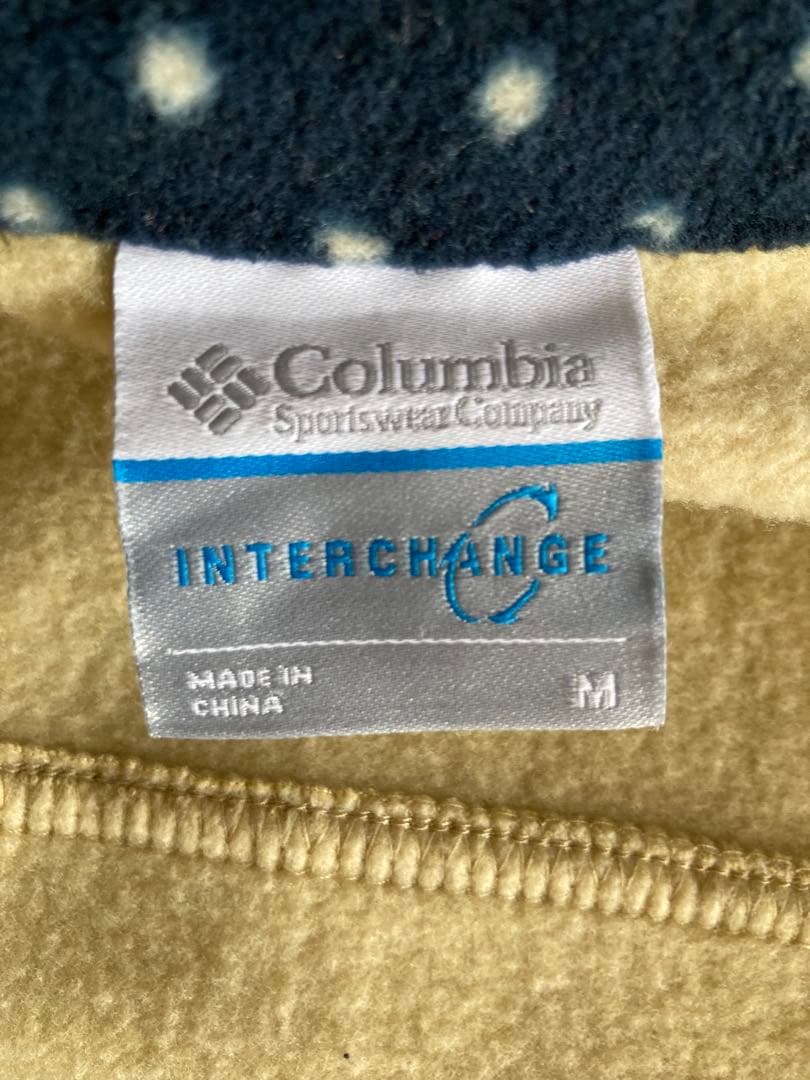 Columbia
Sportswear Company
INTERCHANGE
MADE IN
CHINA
M